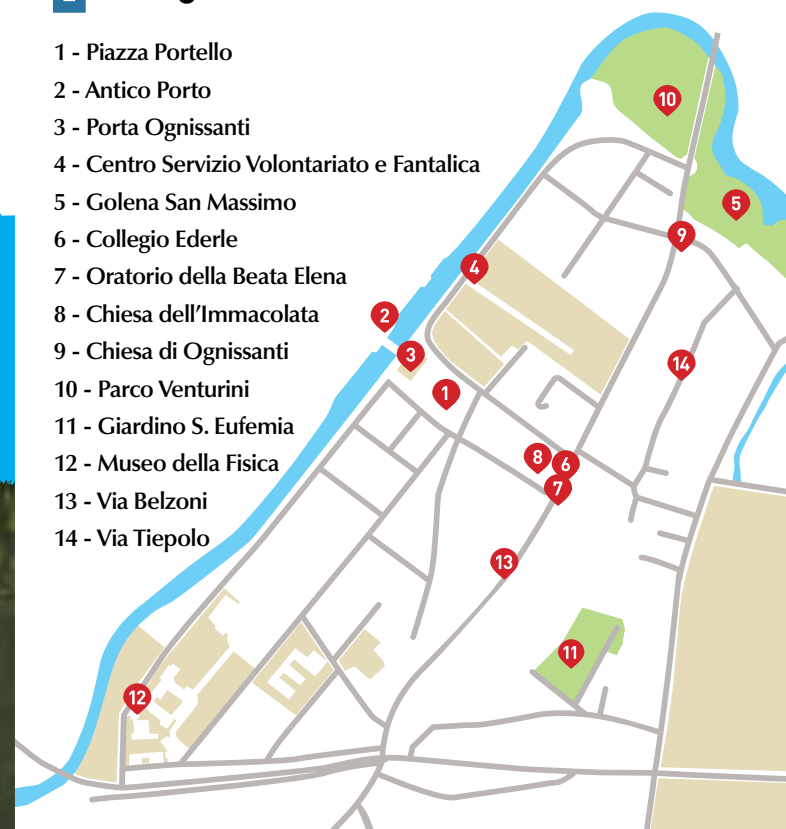 1 - Piazza Portello
2 - Antico Porto
3 - Porta Ognissanti
4 - Centro Servizio Volontariato e Fantalica
5 - Golena San Massimo
6 - Collegio Ederle
7 - Oratorio della Beata Elena
8 - Chiesa dell'Immacolata
9 - Chiesa di Ognissanti
10 - Parco Venturini
11 - Giardino S. Eufemia
12 - Museo della Fisica
13 - Via Belzoni
14 - Via Tiepolo
10
5
9
4
2
3
14
1
8
6
7
13
11
12